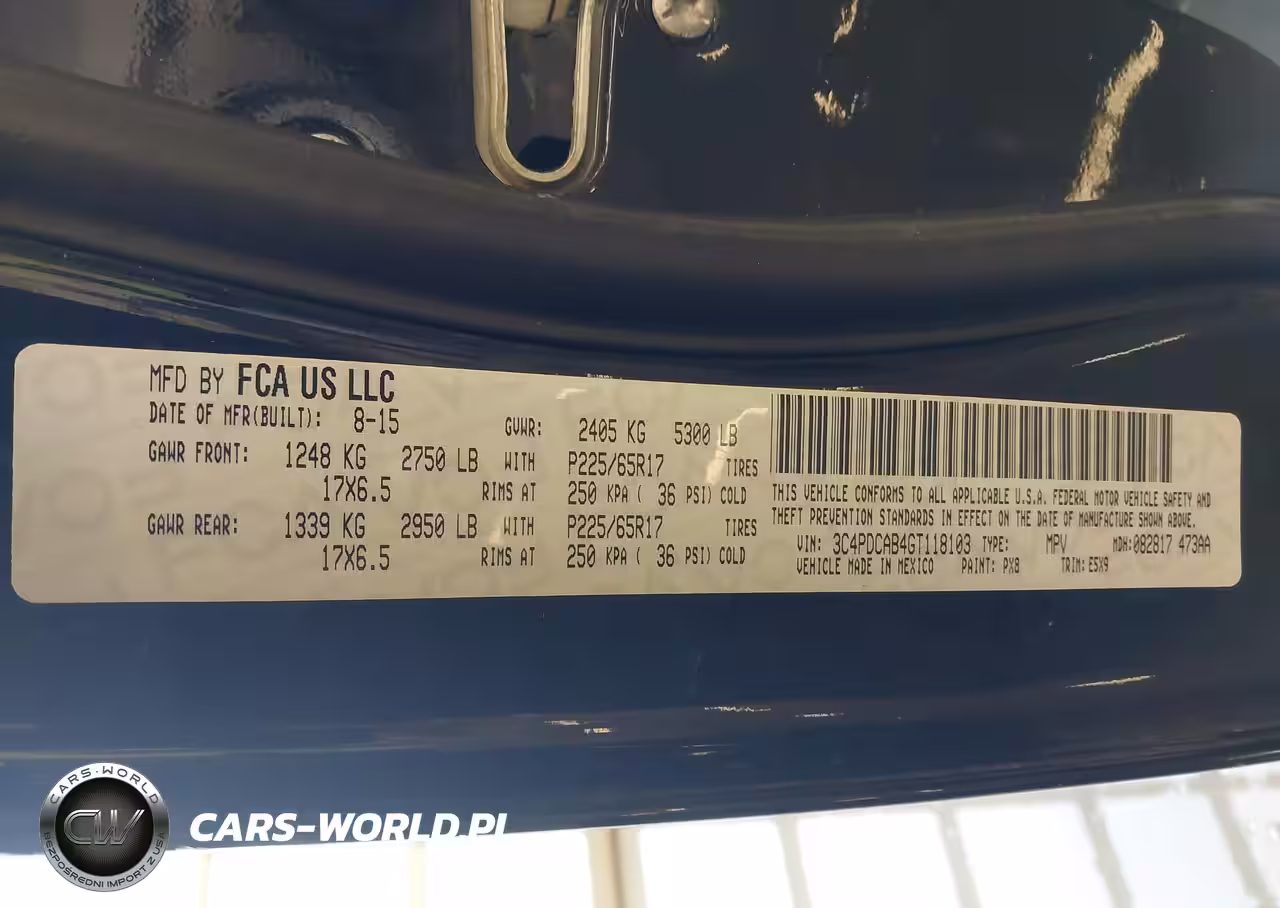 MFD BY FCA US LLC
DATE OF MFR(BUILT): 8-15 GVWR: 2405 KG 5300 LB
GAWR FRONT: 1248 KG 2750 LB WITH P225/65R17 TIRES
17X6.5 RIMS AT 250 KPA ( 36 PSI) COLD
GAWR REAR: 1339 KG 2950 LB WITH P225/65R17 TIRES
17X6.5 RIMS AT 250 KPA ( 36 PSI) COLD
THIS VEHICLE CONFORMS TO ALL APPLICABLE U.S.A. FEDERAL MOTOR VEHICLE SAFETY AND
THEFT PREVENTION STANDARDS IN EFFECT ON THE DATE OF MANUFACTURE SHOWN ABOVE.
VIN: 3C4PDCAB4GT118103 TYPE: MPV MDH:082817 473AA
VEHICLE MADE IN MEXICO PAINT: PX8 TRIM: E5X9
CARS-WORLD
CW
BEZPOŚREDNI IMPORT Z USA
CARS-WORLD.PL